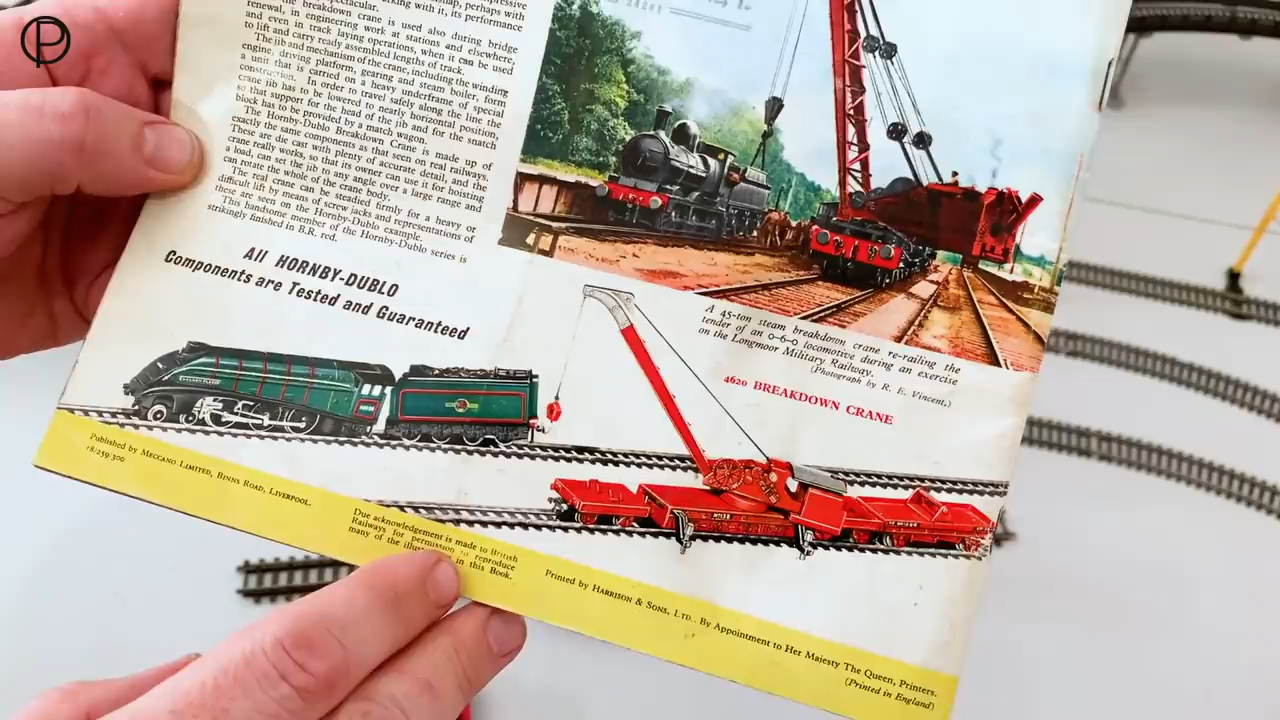 the breakdown crane is used also during bridge
renewal, in engineering work at stations and elsewhere,
and even in track laying operations, when it can be used
to lift and carry ready assembled lengths of track.
The jib and mechanism of the crane, including the winding
engine, driving platform, gearing and steam boiler, form
a unit that is carried on a heavy underframe of special
construction. In order to travel safely along the line the
crane jib has to be lowered to nearly horizontal position,
so that support for the head of the jib and for the snatch
block has to be provided by a match wagon.
The Hornby-Dublo Breakdown Crane is made up of
exactly the same components as that seen on real railways.
These are die cast with plenty of accurate detail, and the
crane really works, so that its owner can use it for hoisting
a load, can set the jib to any angle over a large range and
can rotate the whole of the crane body.
The real crane can be steadied firmly for a heavy or
difficult lift by means of screw jacks and representations of
these are seen on the Hornby-Dublo example.
This handsome member of the Hornby-Dublo series is
strikingly finished in B.R. red.
All HORNBY-DUBLO
Components are Tested and Guaranteed
A 45-ton steam breakdown crane re-railing the
tender of an 0-6-0 locomotive during an exercise
on the Longmoor Military Railway.
(Photograph by R. E. Vincent.)
4620 BREAKDOWN CRANE
Published by MECCANO LIMITED, BINNS ROAD, LIVERPOOL.
18/259/300
Due acknowledgement is made to British
Railways for permission to reproduce
many of the in this Book.
Printed by HARRISON & SONS, LTD., By Appointment to Her Majesty The Queen, Printers.
(Printed in England)